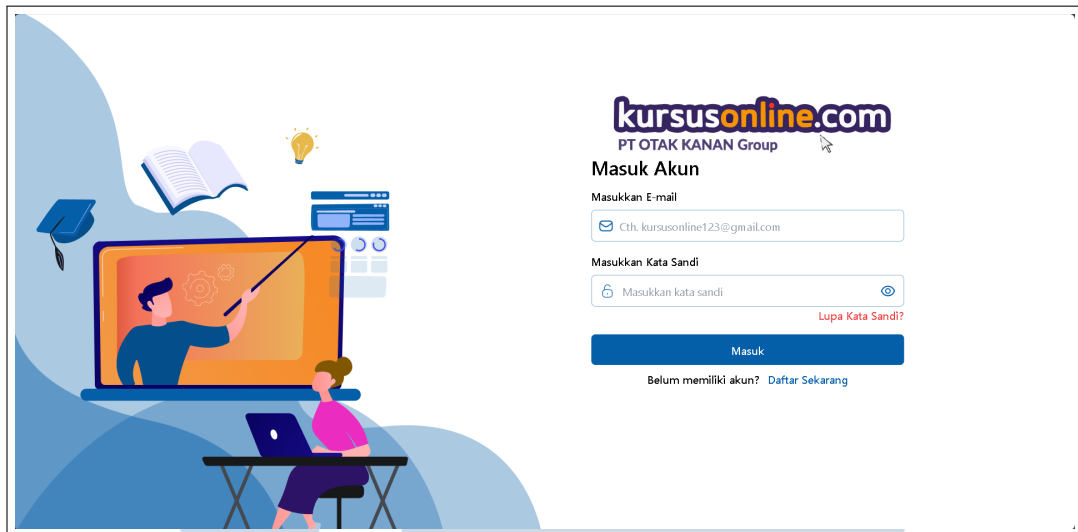 kursusonline.com
PT OTAK KANAN Group
Masuk Akun
Masukkan E-mail
Cth. kursusonline123@gmail.com
Masukkan Kata Sandi
Masukkan kata sandi
Lupa Kata Sandi?
Masuk
Belum memiliki akun? Daftar Sekarang